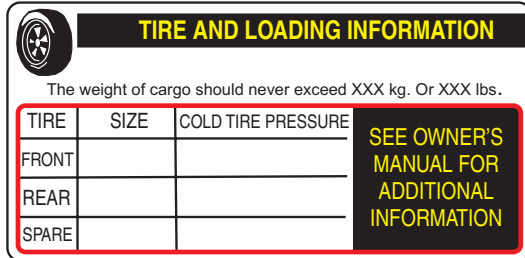 TIRE AND LOADING INFORMATION
The weight of cargo should never exceed XXX kg. Or XXX lbs.
TIRE SIZE COLD TIRE PRESSURE
FRONT
REAR
SPARE
SEE OWNER'S
MANUAL FOR
ADDITIONAL
INFORMATION